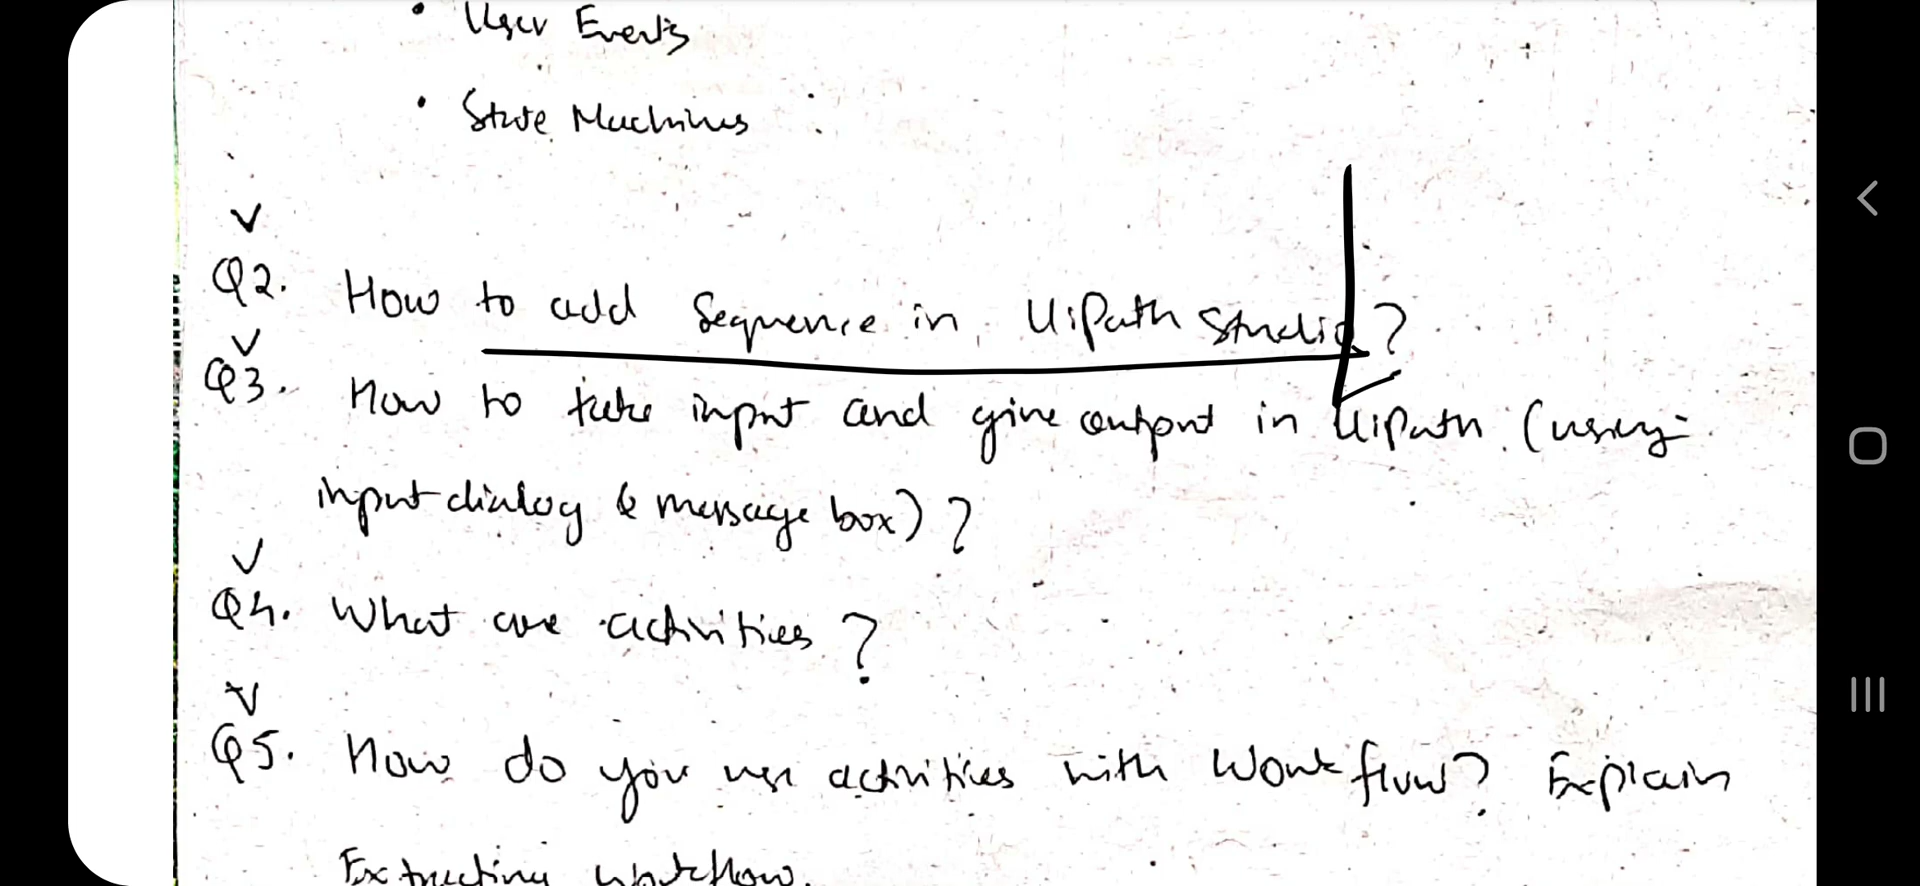 • User Events
• State Machines
Q2. How to add Sequence in UiPath Studio?
Q3. How to take input and give output in UiPath (using
input dialog & message box)?
Q4. What are activities?
Q5. How do you use activities with Workflow? Explain
Extracting workflow.